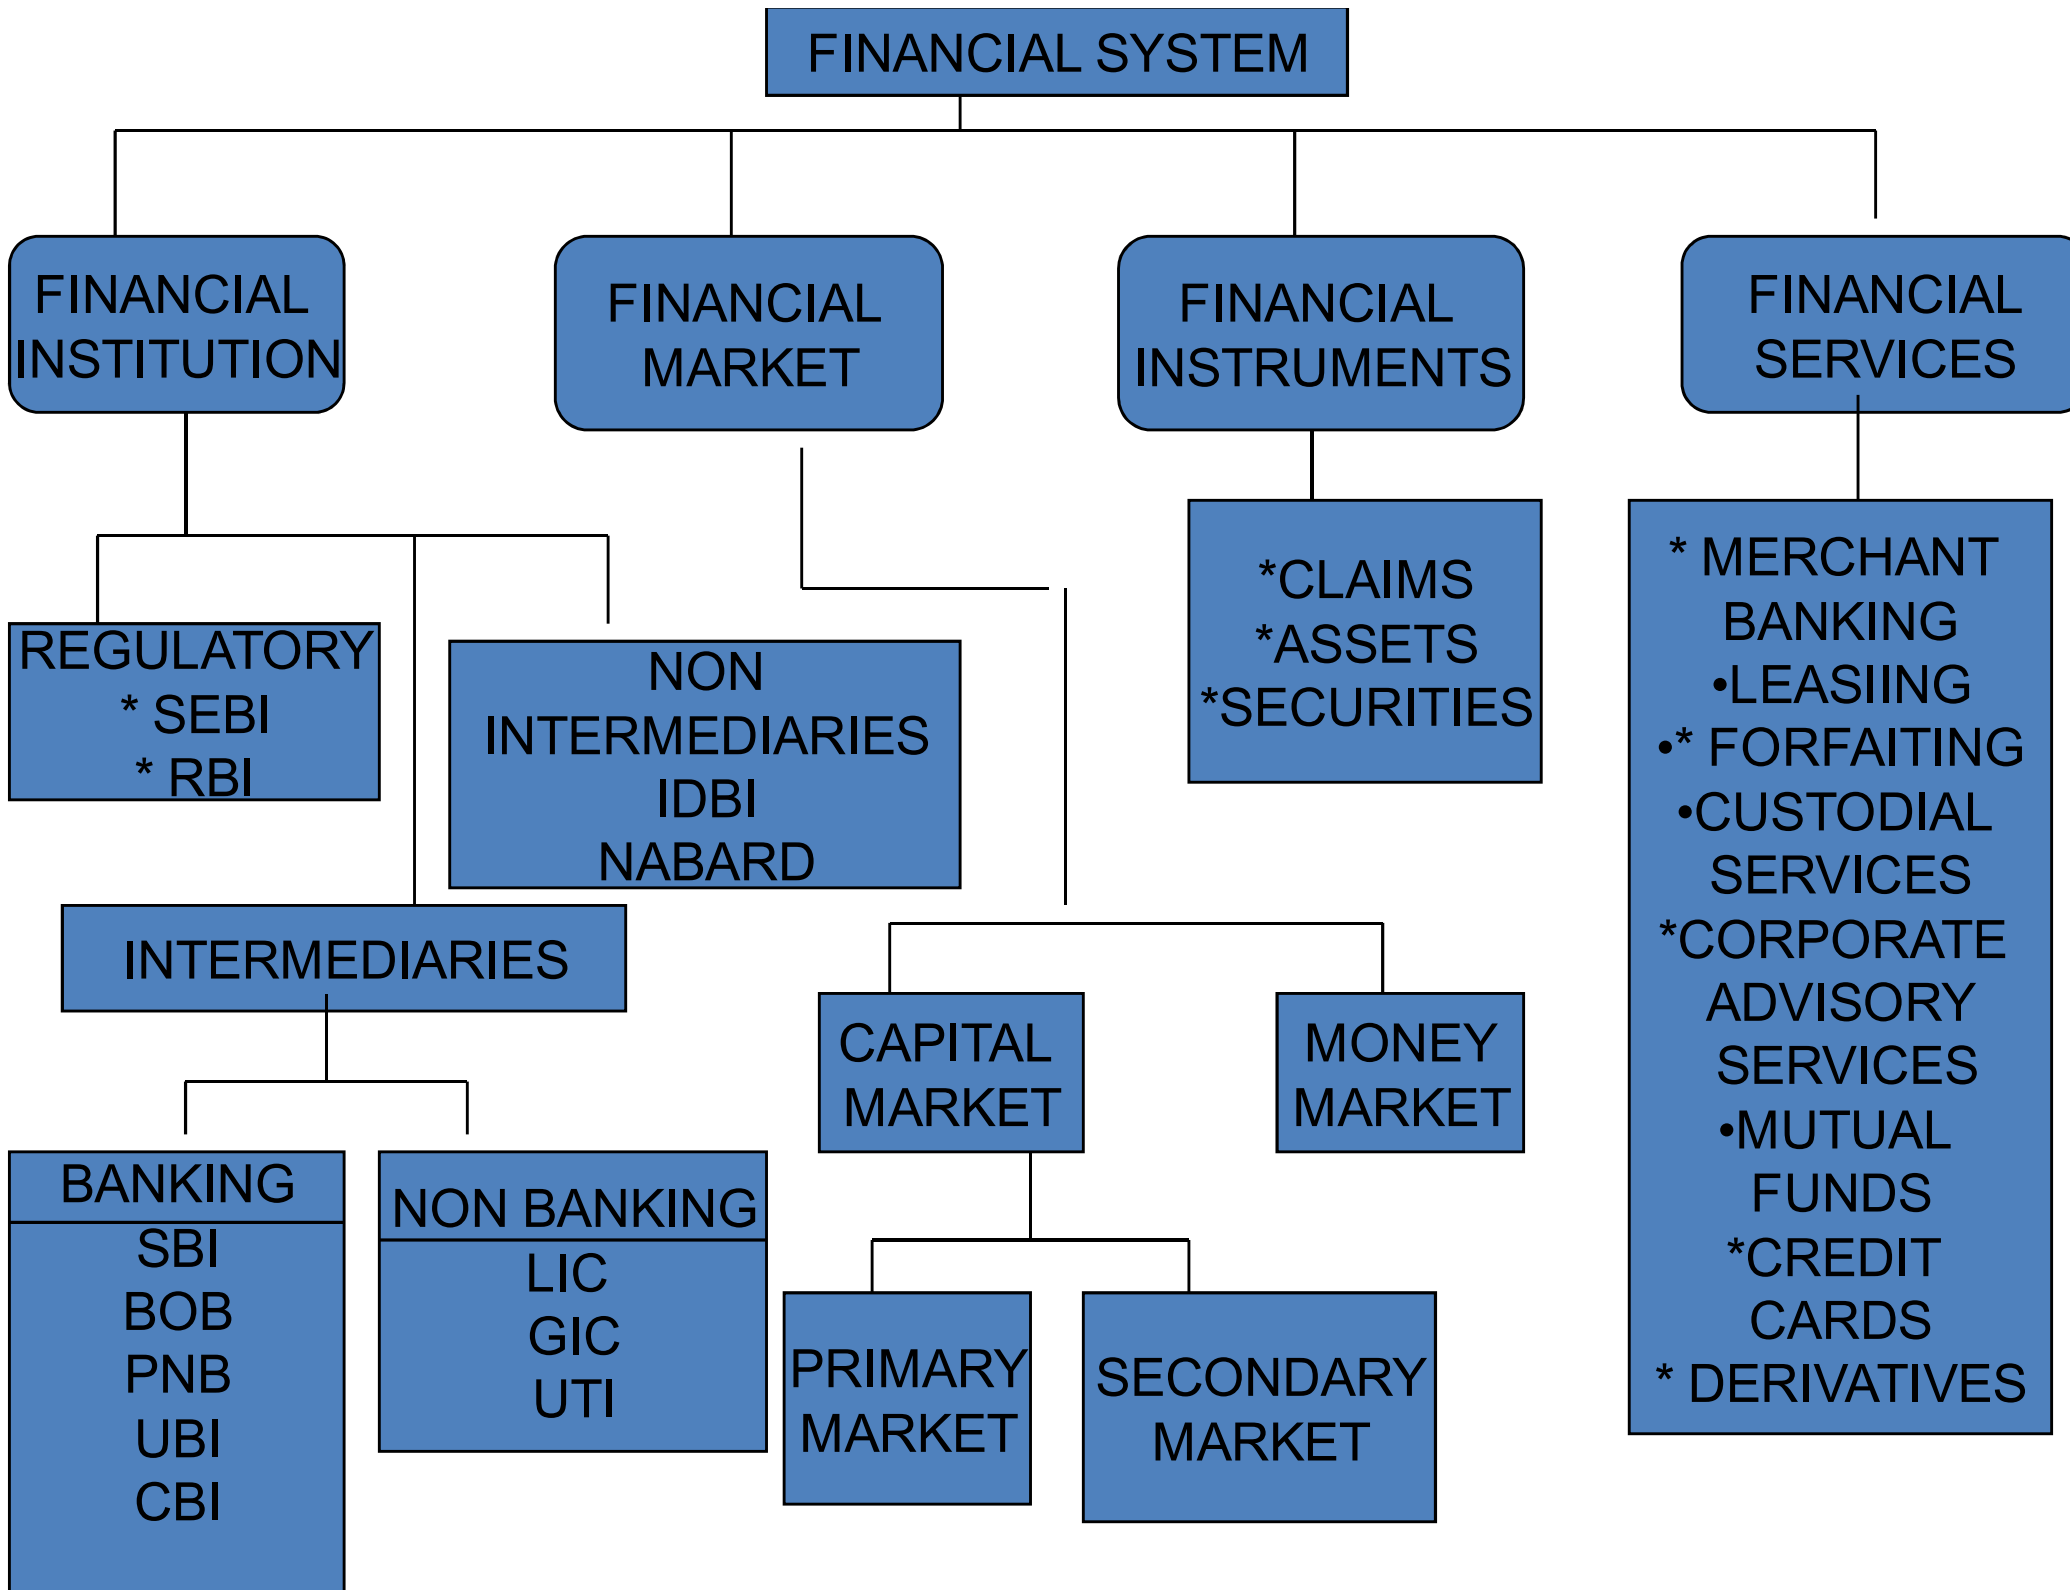 FINANCIAL SYSTEM
FINANCIAL
INSTITUTION
FINANCIAL
MARKET
FINANCIAL
INSTRUMENTS
FINANCIAL
SERVICES
REGULATORY
* SEBI
* RBI
NON
INTERMEDIARIES
IDBI
NABARD
*CLAIMS
*ASSETS
*SECURITIES
* MERCHANT
BANKING
•LEASIING
•* FORFAITING
•CUSTODIAL
SERVICES
*CORPORATE
ADVISORY
SERVICES
•MUTUAL
FUNDS
*CREDIT
CARDS
* DERIVATIVES
INTERMEDIARIES
CAPITAL
MARKET
MONEY
MARKET
BANKING
SBI
BOB
PNB
UBI
CBI
NON BANKING
LIC
GIC
UTI
PRIMARY
MARKET
SECONDARY
MARKET